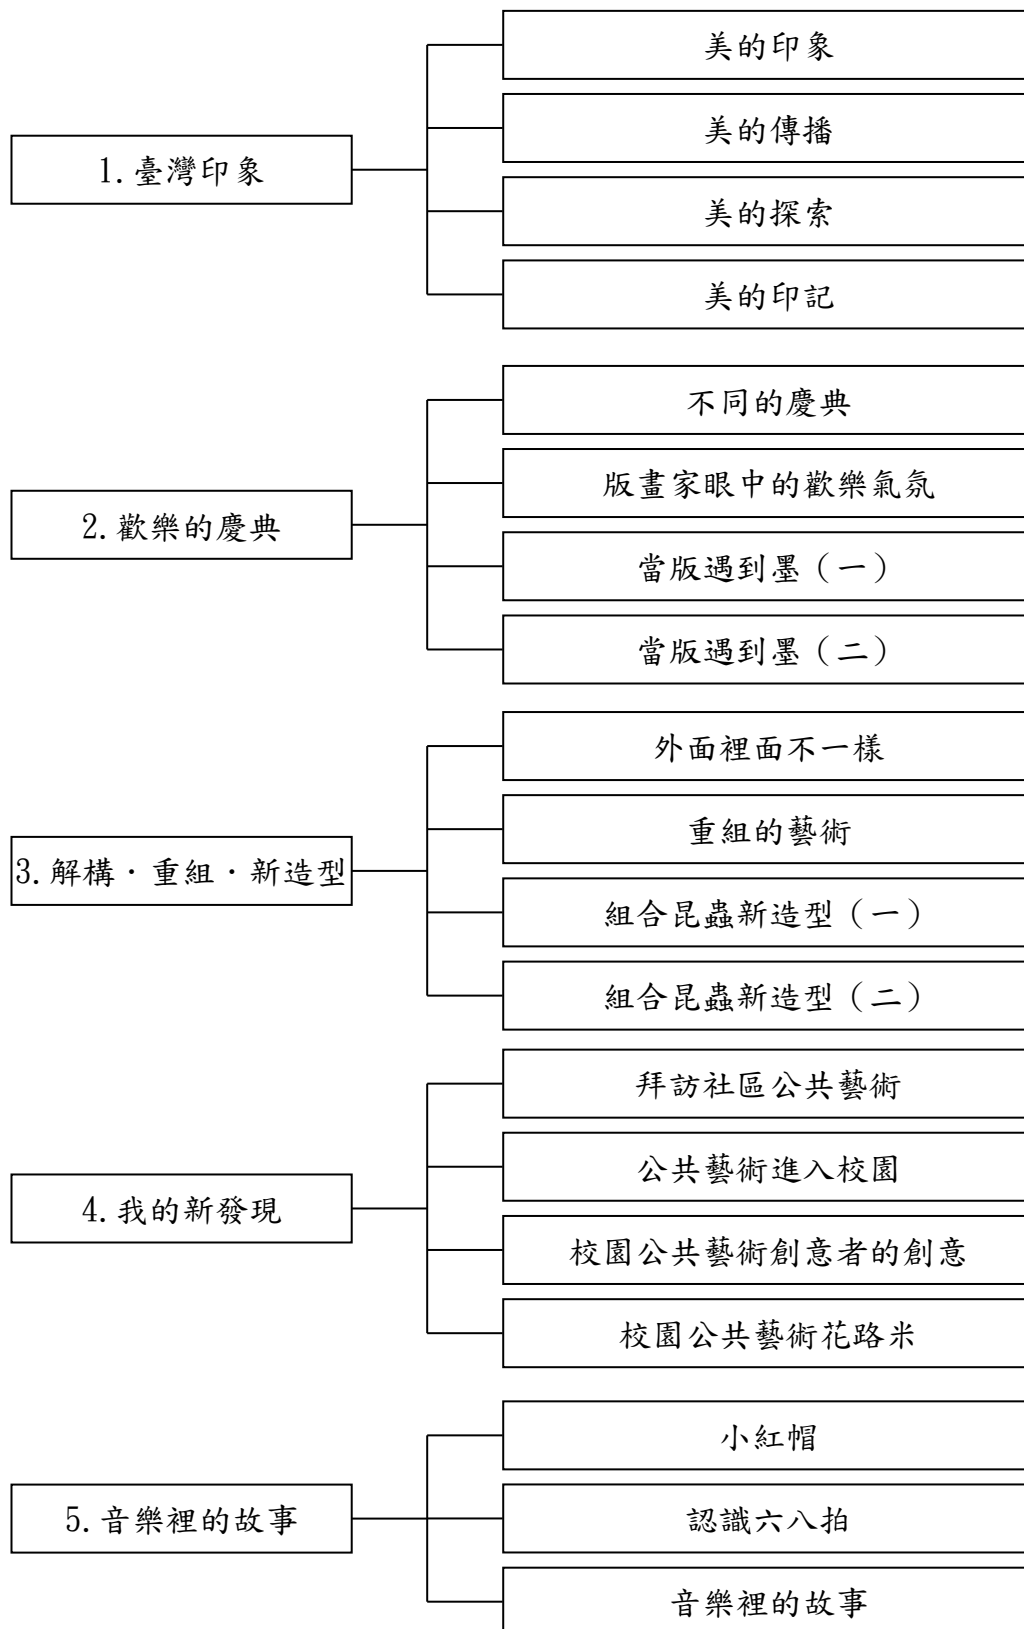 1.臺灣印象
美的印象
美的傳播
美的探索
美的印記
2.歡樂的慶典
不同的慶典
版畫家眼中的歡樂氣氛
當版遇到墨（一）
當版遇到墨（二）
3.解構．重組．新造型
外面裡面不一樣
重組的藝術
組合昆蟲新造型（一）
組合昆蟲新造型（二）
4.我的新發現
拜訪社區公共藝術
公共藝術進入校園
校園公共藝術創意者的創意
校園公共藝術花路米
5.音樂裡的故事
小紅帽
認識六八拍
音樂裡的故事